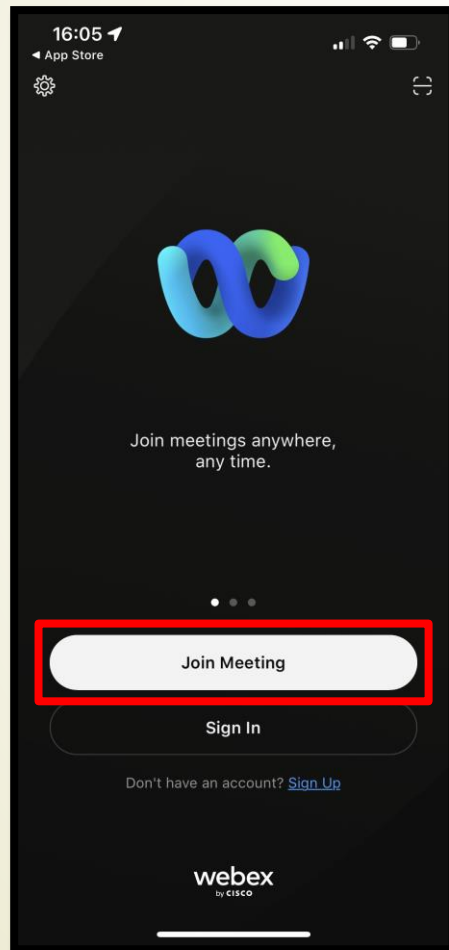 16:05
◀ App Store
Join meetings anywhere,
any time.
Join Meeting
Sign In
Don't have an account? Sign Up
webex
by CISCO